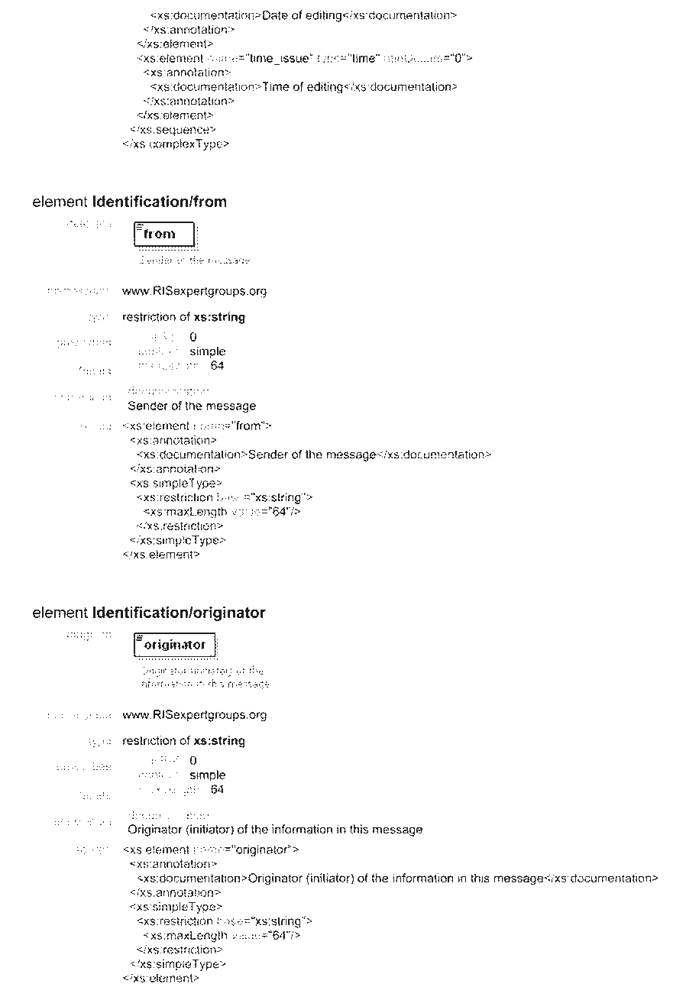 <xs:documentation>Date of editing</xs:documentation>
</xs:annotation>
</xs:element>
<xs:element name="time_issue" type="time" minOccurs="0">
<xs:annotation>
<xs:documentation>Time of editing</xs:documentation>
</xs:annotation>
</xs:element>
</xs:sequence>
</xs:complexType>
element Identification/from
diagram
from
Sender of the message
namespace www.RISexpertgroups.org
type restriction of xs:string
properties
isRef 0
content simple
facets
maxLength 64
annotation
documentation
Sender of the message
source <xs:element name="from">
<xs:annotation>
<xs:documentation>Sender of the message</xs:documentation>
</xs:annotation>
<xs:simpleType>
<xs:restriction base="xs:string">
<xs:maxLength value="64"/>
</xs:restriction>
</xs:simpleType>
</xs:element>
element Identification/originator
diagram
originator
Originator (initiator) of the
information in this message
namespace www.RISexpertgroups.org
type restriction of xs:string
properties
isRef 0
content simple
facets
maxLength 64
annotation
documentation
Originator (initiator) of the information in this message
source <xs:element name="originator">
<xs:annotation>
<xs:documentation>Originator (initiator) of the information in this message</xs:documentation>
</xs:annotation>
<xs:simpleType>
<xs:restriction base="xs:string">
<xs:maxLength value="64"/>
</xs:restriction>
</xs:simpleType>
</xs:element>